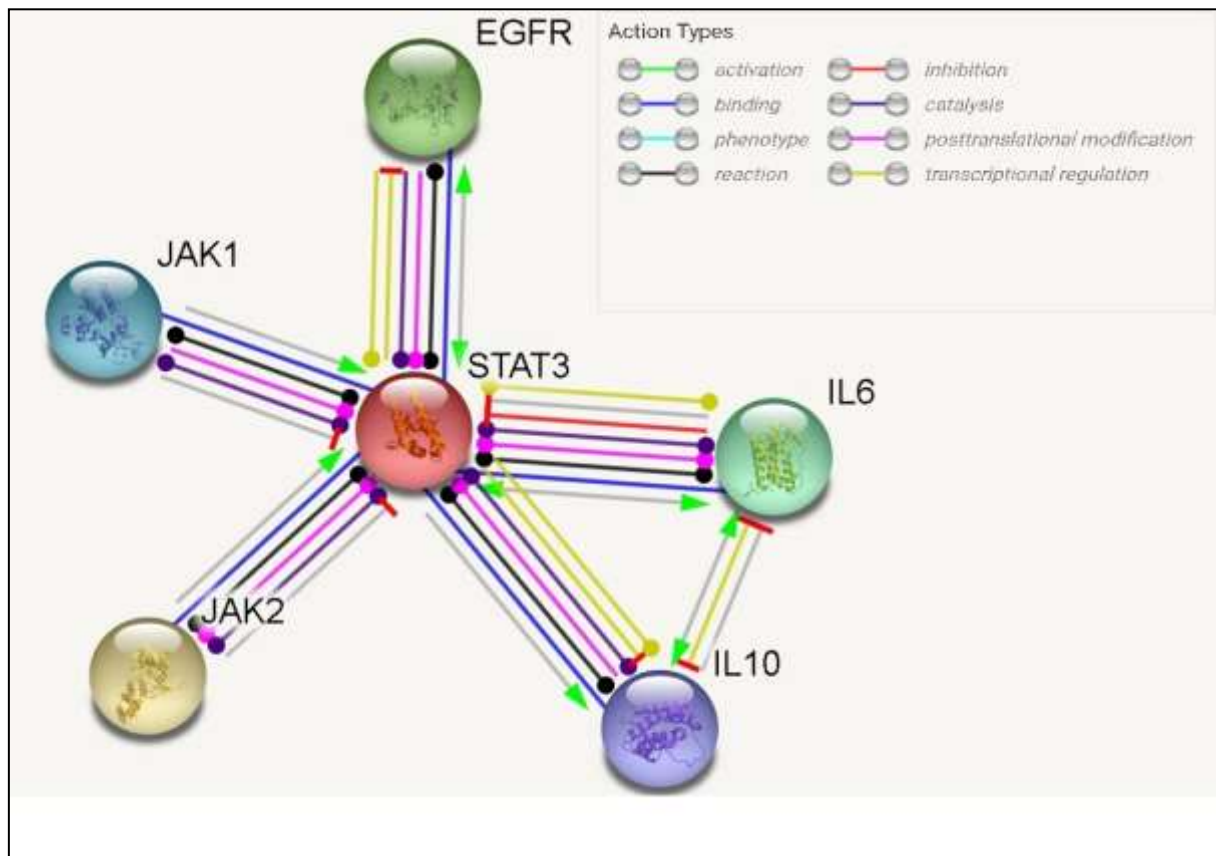 EGFR
Action Types
activation
inhibition
binding
catalysis
phenotype
posttranslational modification
reaction
transcriptional regulation
JAK1
STAT3
IL6
JAK2
IL10